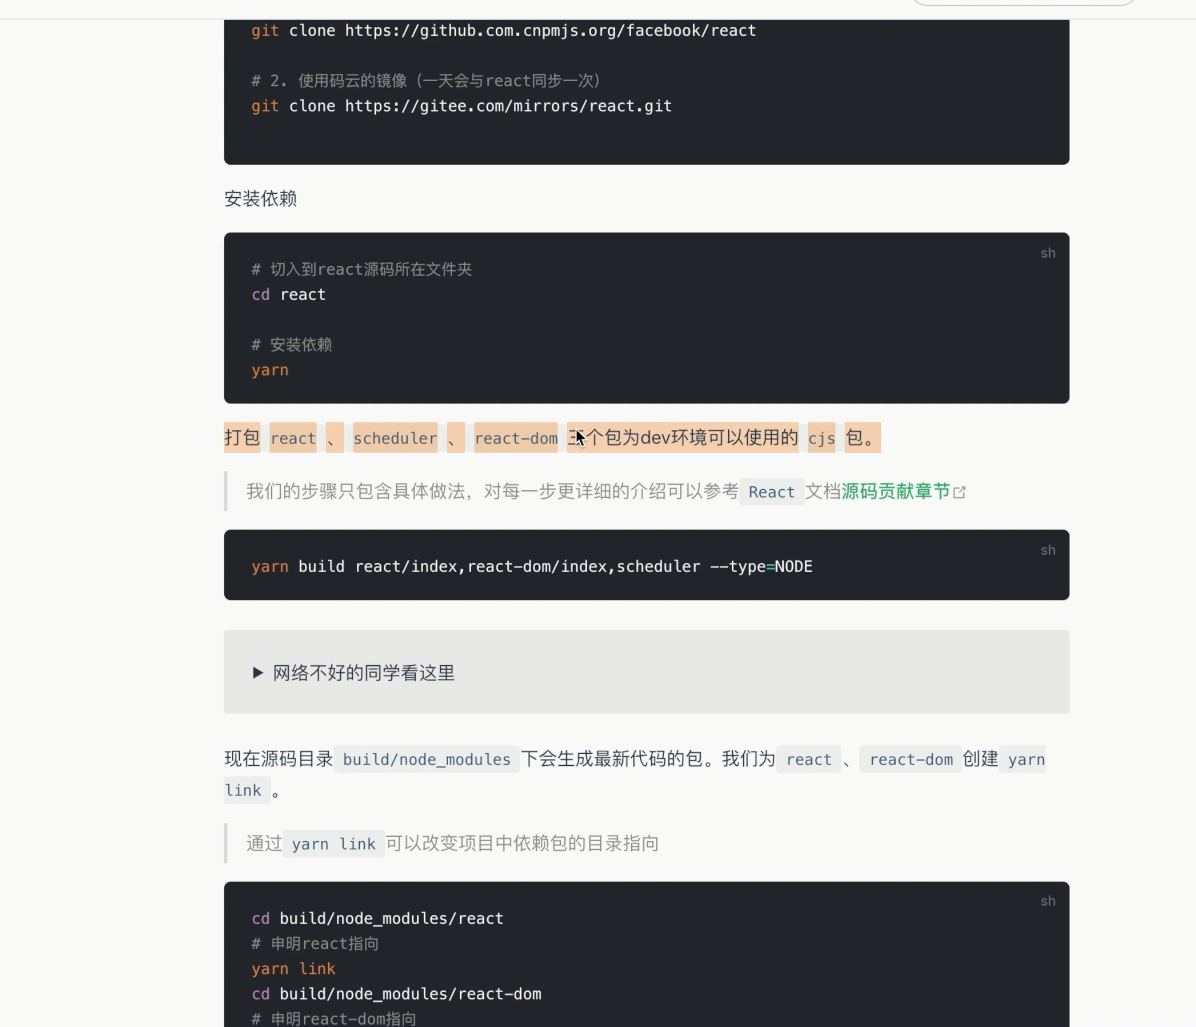 git clone https://github.com.cnpmjs.org/facebook/react
# 2. 使用码云的镜像（一天会与react同步一次）
git clone https://gitee.com/mirrors/react.git
安装依赖
sh
# 切入到react源码所在文件夹
cd react
# 安装依赖
yarn
打包 react 、 scheduler 、 react-dom 三个包为dev环境可以使用的 cjs 包。
我们的步骤只包含具体做法，对每一步更详细的介绍可以参考 React 文档源码贡献章节
sh
yarn build react/index,react-dom/index,scheduler --type=NODE
▶ 网络不好的同学看这里
现在源码目录 build/node_modules 下会生成最新代码的包。我们为 react 、 react-dom 创建 yarn
link 。
通过 yarn link 可以改变项目中依赖包的目录指向
sh
cd build/node_modules/react
# 申明react指向
yarn link
cd build/node_modules/react-dom
# 申明react-dom指向